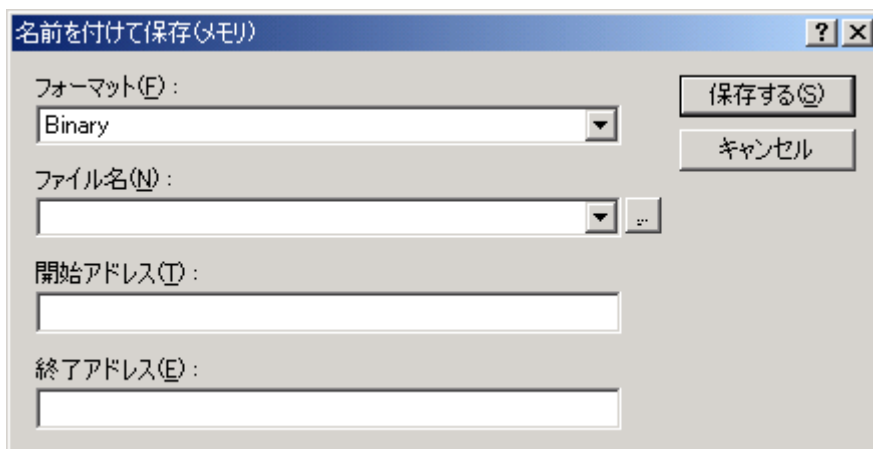 名前を付けて保存(メモリ)
フォーマット(F) :
Binary
ファイル名(N) :
...
開始アドレス(T) :
終了アドレス(E) :
保存する(S)
キャンセル